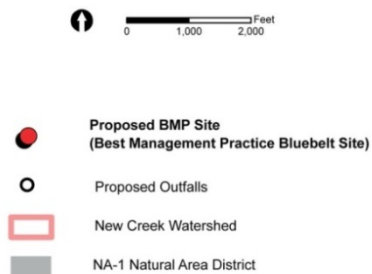 Feet
0 1,000 2,000
Proposed BMP Site
(Best Management Practice Bluebelt Site)
Proposed Outfalls
New Creek Watershed
NA-1 Natural Area District